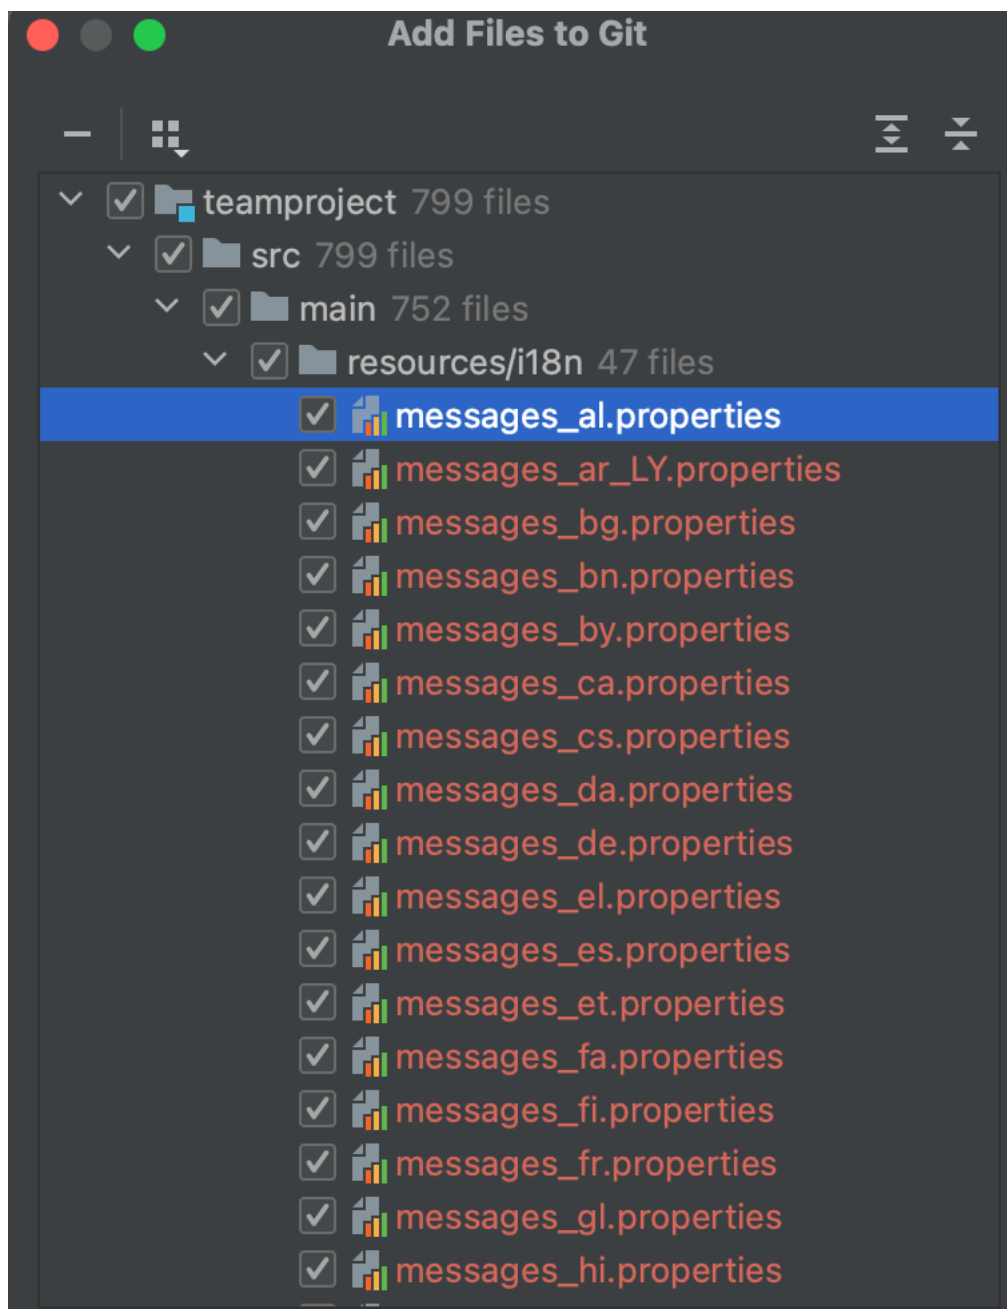 Add Files to Git
teamproject 799 files
src 799 files
main 752 files
resources/i18n 47 files
messages_al.properties
messages_ar_LY.properties
messages_bg.properties
messages_bn.properties
messages_by.properties
messages_ca.properties
messages_cs.properties
messages_da.properties
messages_de.properties
messages_el.properties
messages_es.properties
messages_et.properties
messages_fa.properties
messages_fi.properties
messages_fr.properties
messages_gl.properties
messages_hi.properties